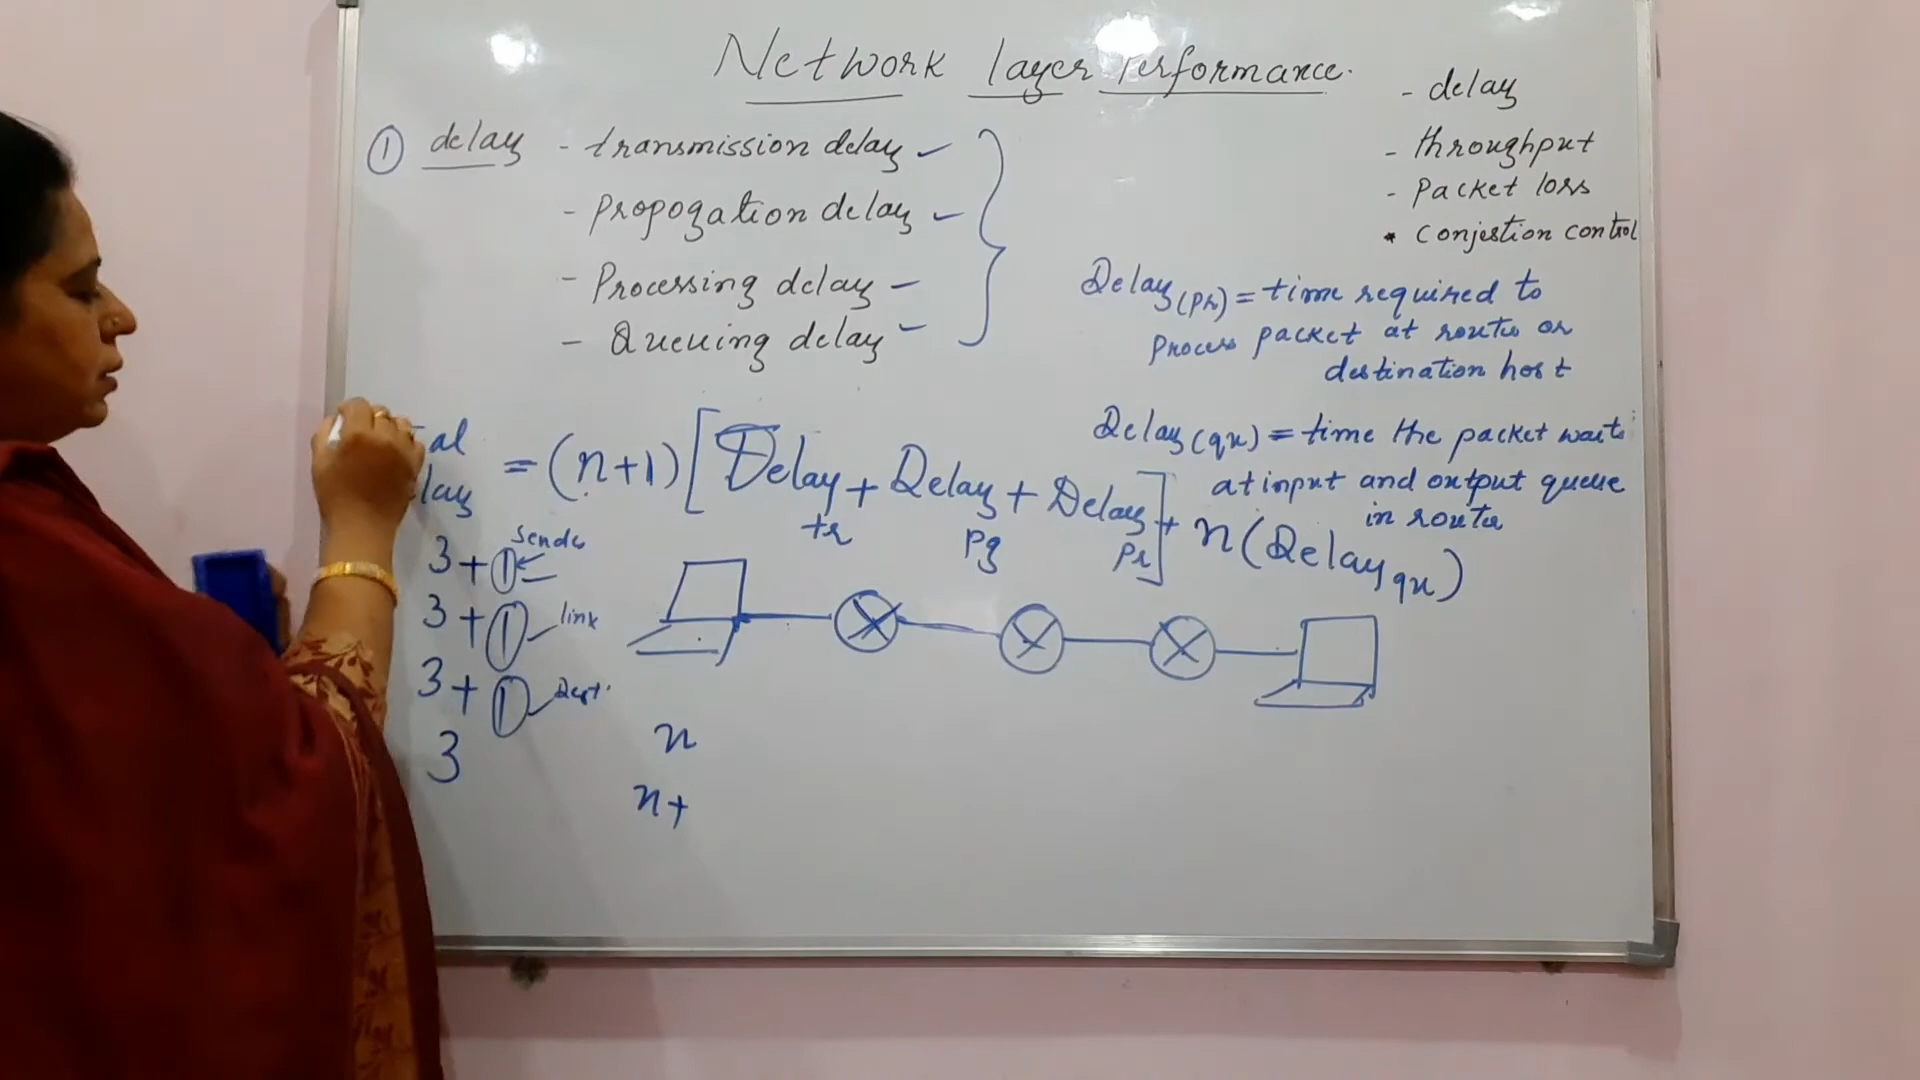 Network layer Performance.
- delay
- throughput
- Packet loss
* Conjestion control
① delay - transmission delay
- Propogation delay
- Processing delay
- Queuing delay
Delay(pr) = time required to
Process packet at router or
destination host
Delay(qu) = time the packet waits
at input and output queue
in router
= (n+1) [Delay tr + Delay pg + Delay pr] + n(Delay qu)
3 + ① sender
3 + ① link
3 + ① Dest.
3
n
n+